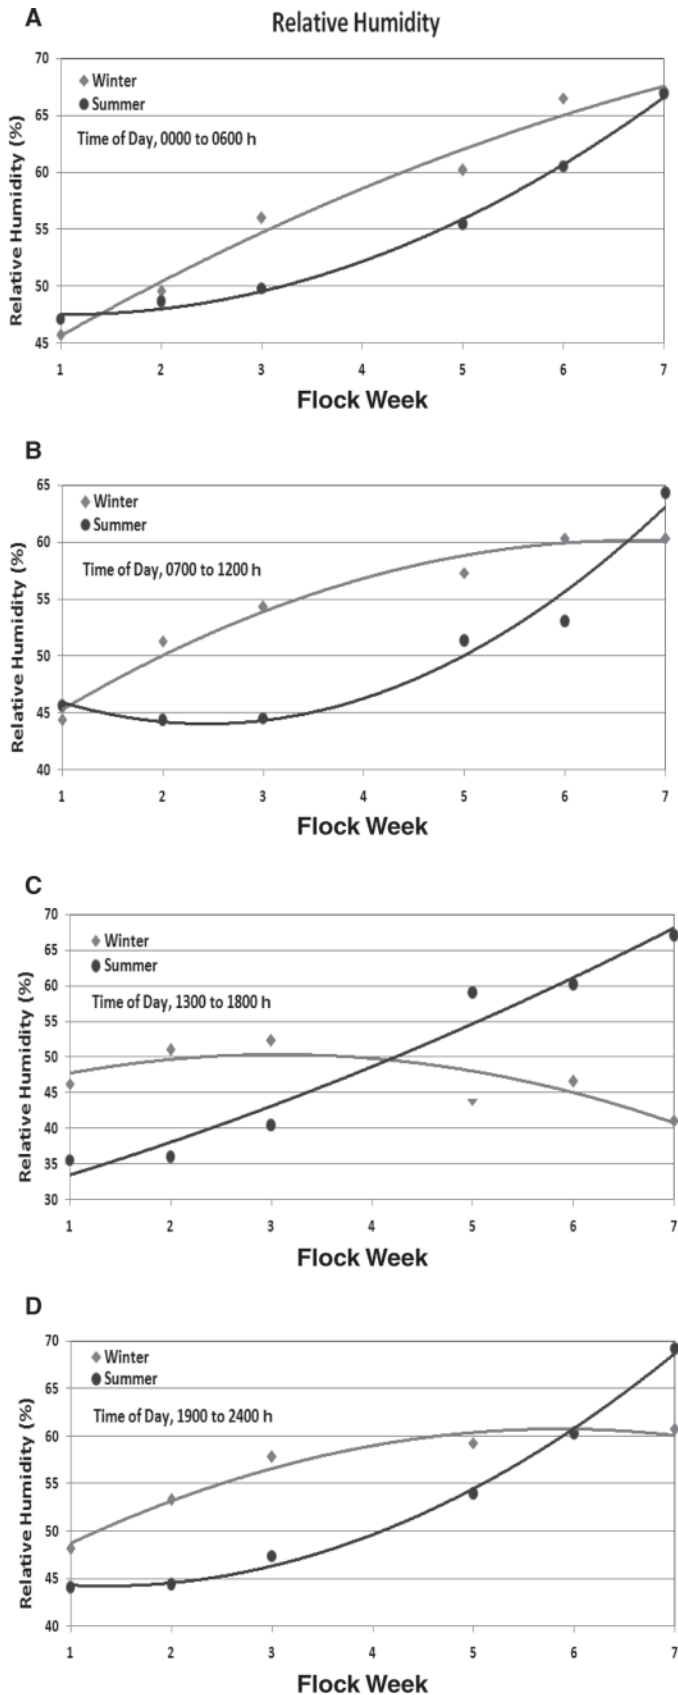 A
Relative Humidity
Relative Humidity (%)
70
65
60
55
50
45
Winter
Summer
Time of Day, 0000 to 0600 h
1 2 3 4 5 6 7
Flock Week
B
Relative Humidity (%)
65
60
55
50
45
40
Winter
Summer
Time of Day, 0700 to 1200 h
1 2 3 4 5 6 7
Flock Week
C
Relative Humidity (%)
70
65
60
55
50
45
40
35
30
Winter
Summer
Time of Day, 1300 to 1800 h
1 2 3 4 5 6 7
Flock Week
D
Relative Humidity (%)
70
65
60
55
50
45
40
Winter
Summer
Time of Day, 1900 to 2400 h
1 2 3 4 5 6 7
Flock Week